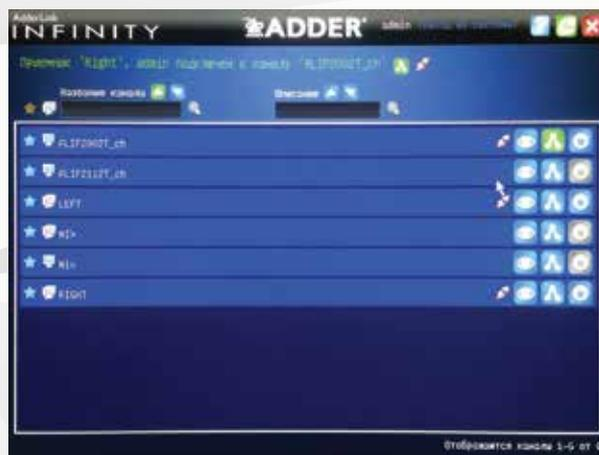 AdderLink
INFINITY
ADDER®
admin
Приемник 'Right', admin подключен к каналу 'ALIF2002T_ch'
Название канала
Описание
ALIF2002T_ch
ALIF2112T_ch
LEFT
RIGHT
Отображаются каналы 1-6 от